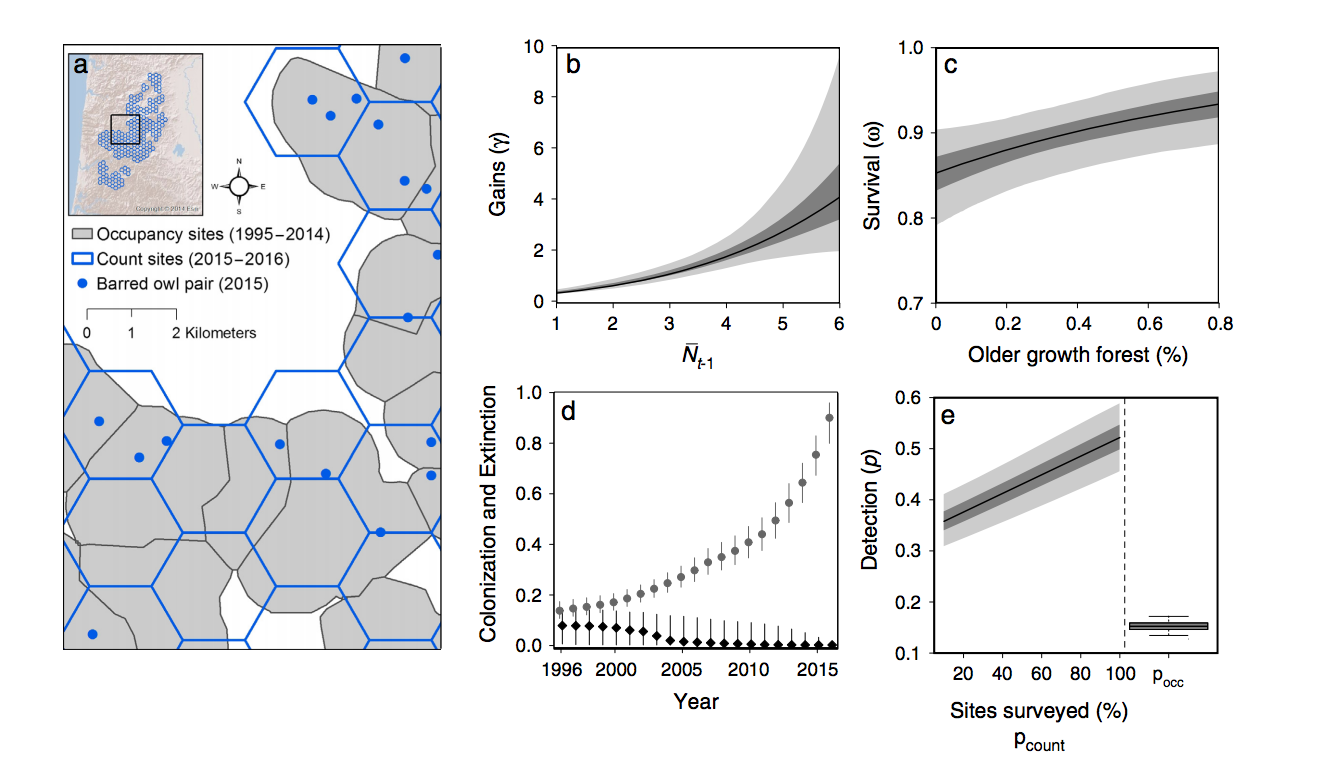 a
Copyright:© 2014 Esri
N
W
E
S
Occupancy sites (1995–2014)
Count sites (2015–2016)
Barred owl pair (2015)
0 1 2 Kilometers
b
Gains (γ)
10
8
6
4
2
0
1 2 3 4 5 6
N̅t-1
c
Survival (ω)
1.0
0.9
0.8
0.7
0 0.2 0.4 0.6 0.8
Older growth forest (%)
d
Colonization and Extinction
1.0
0.8
0.6
0.4
0.2
0.0
1996 2000 2005 2010 2015
Year
e
Detection (p)
0.6
0.5
0.4
0.3
0.2
0.1
20 40 60 80 100 pocc
Sites surveyed (%)
pcount